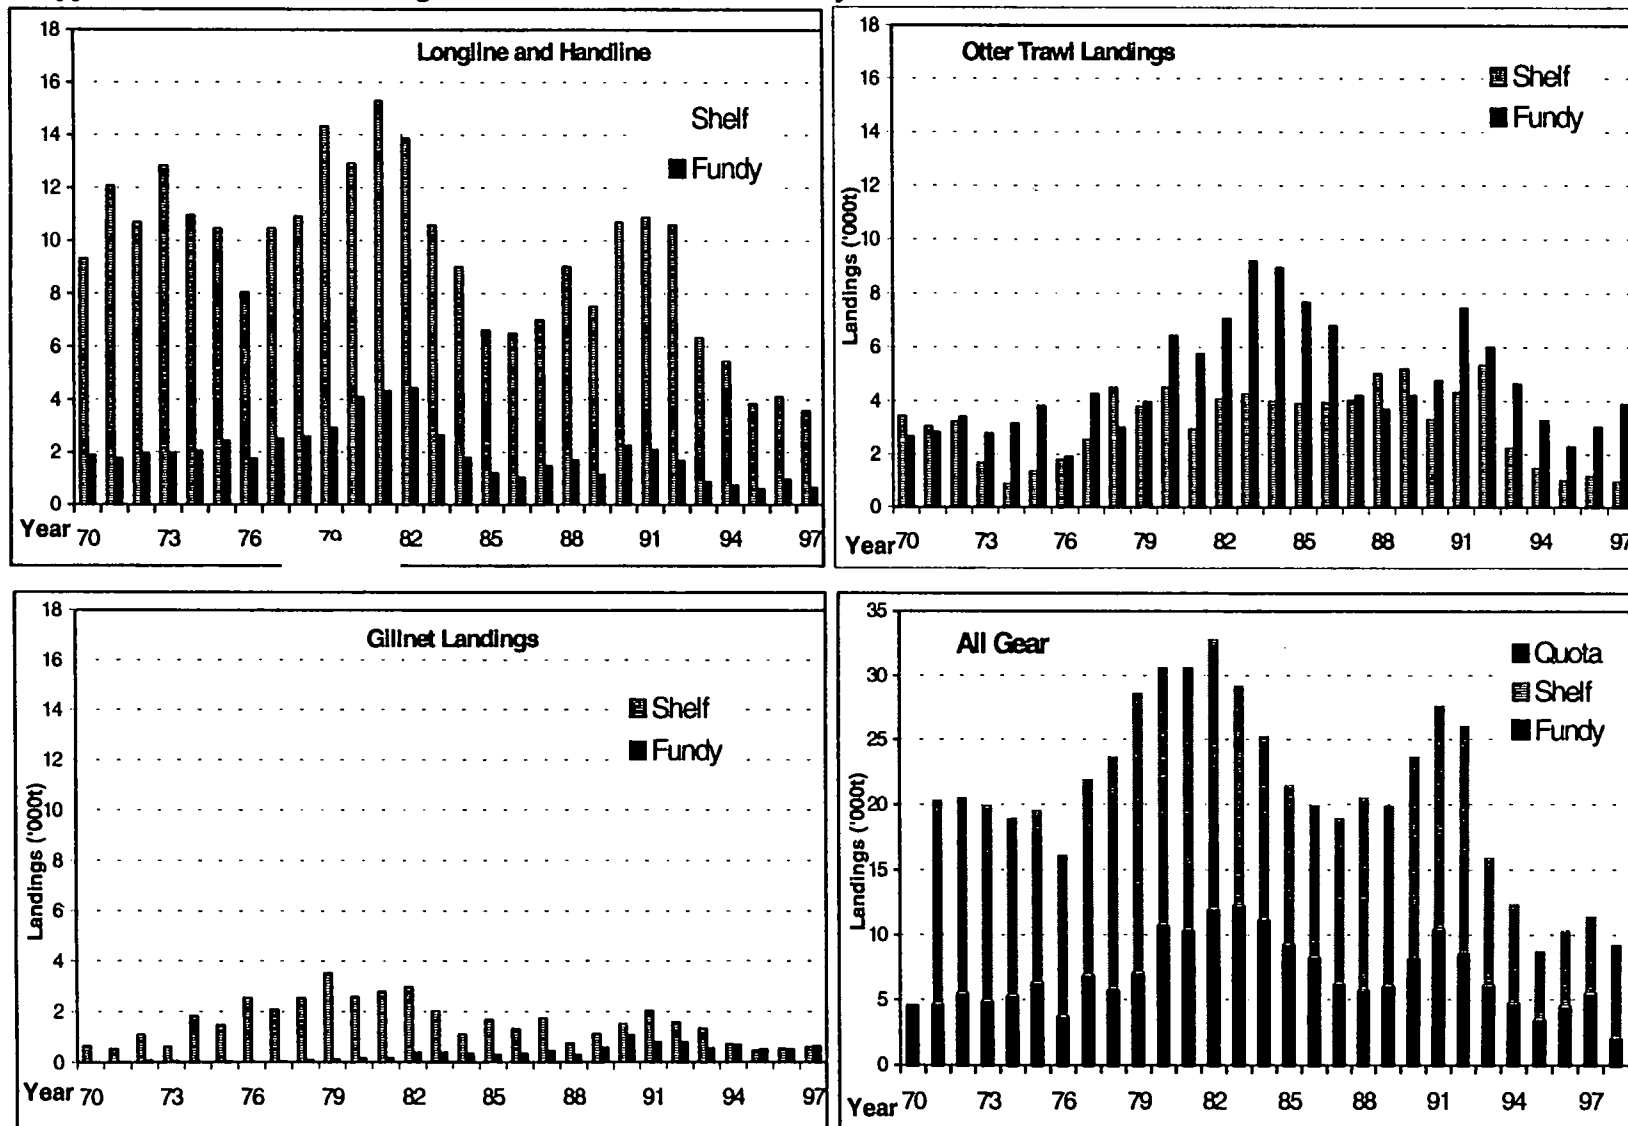 Longline and Handline
18
16
14
12
10
8
6
4
2
0
Shelf
Fundy
Year 70 73 76 79 82 85 88 91 94 97
Otter Trawl Landings
Landings ('000t)
18
16
14
12
10
8
6
4
2
0
Shelf
Fundy
Year 70 73 76 79 82 85 88 91 94 97
Gillnet Landings
Landings ('000t)
18
16
14
12
10
8
6
4
2
0
Shelf
Fundy
Year 70 73 76 79 82 85 88 91 94 97
All Gear
Landings ('000t)
35
30
25
20
15
10
5
0
Quota
Shelf
Fundy
Year 70 73 76 79 82 85 88 91 94 97